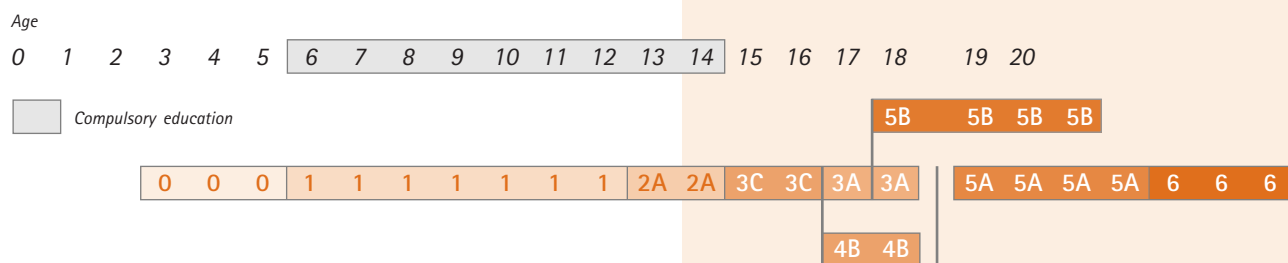 Age
0 1 2 3 4 5 6 7 8 9 10 11 12 13 14 15 16 17 18 19 20
Compulsory education
5B 5B 5B 5B
0 0 0 1 1 1 1 1 1 1 2A 2A 3C 3C 3A 3A 5A 5A 5A 5A 6 6 6
4B 4B